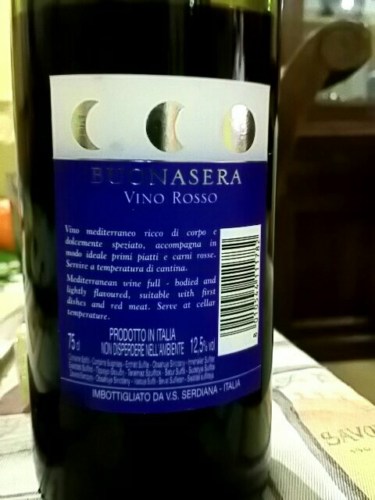 BUONASERA
VINO ROSSO
Vino mediterraneo ricco di corpo e
dolcemente speziato, accompagna in
modo ideale primi piatti e carni rosse.
Servire a temperatura di cantina.
Mediterranean wine full - bodied and
lightly flavoured, suitable with first
dishes and red meat. Serve at cellar
temperature.
75 cl
PRODOTTO IN ITALIA
NON DISPERDERE NELL'AMBIENTE
12,5% vol
IMBOTTIGLIATO DA V.S. SERDIANA - ITALIA
SAVO